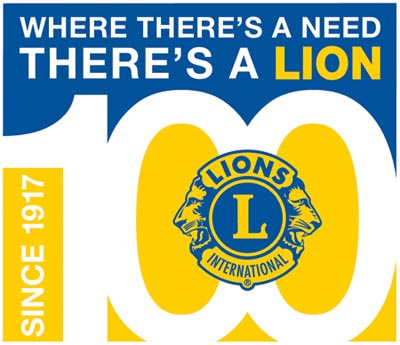 WHERE THERE'S A NEED
THERE'S A LION
100
SINCE 1917
LIONS
L
INTERNATIONAL
®